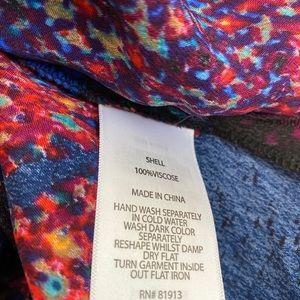 SHELL
100%VISCOSE
MADE IN CHINA
HAND WASH SEPARATELY
IN COLD WATER
WASH DARK COLOR
SEPARATELY
RESHAPE WHILST DAMP
DRY FLAT
TURN GARMENT INSIDE
OUT FLAT IRON
RN# 81913